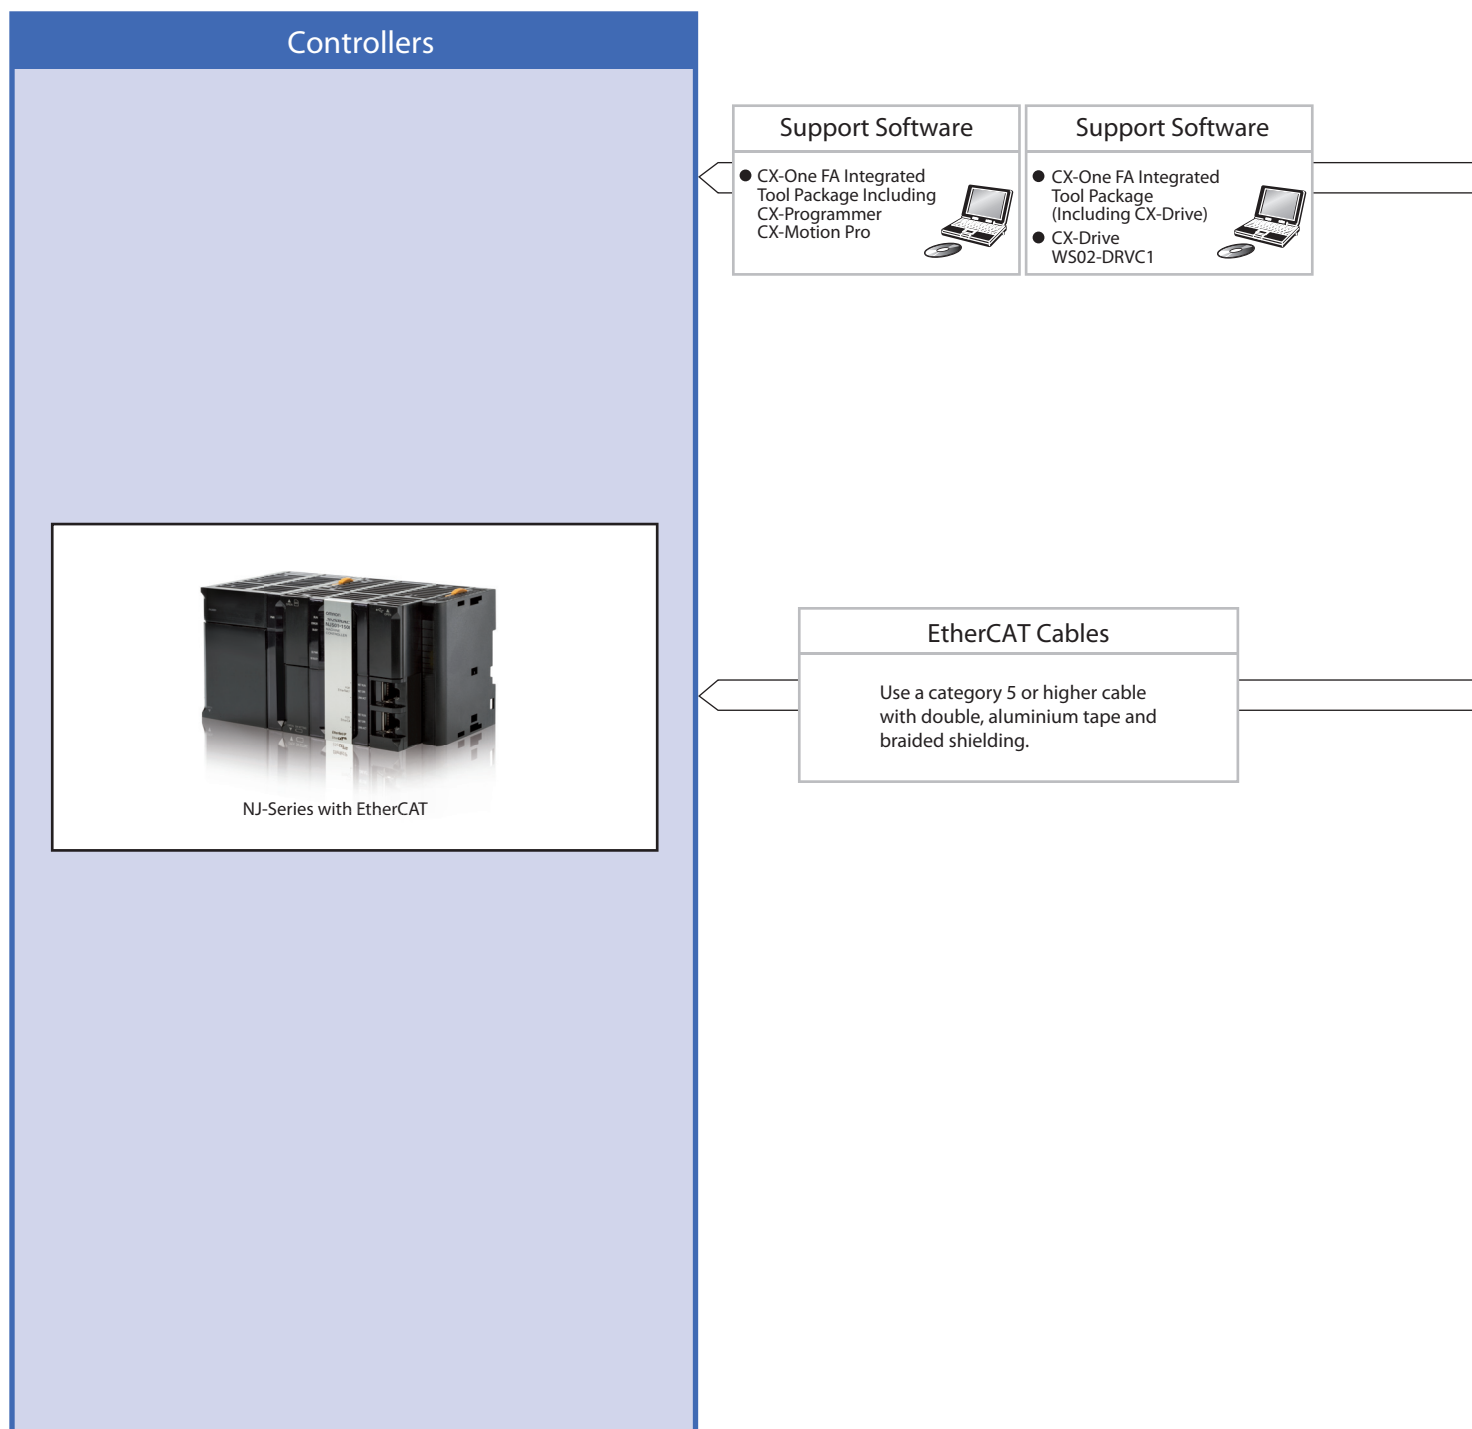 Controllers
Support Software
● CX-One FA Integrated
Tool Package Including
CX-Programmer
CX-Motion Pro
Support Software
● CX-One FA Integrated
Tool Package
(Including CX-Drive)
● CX-Drive
WS02-DRVC1
NJ-Series with EtherCAT
EtherCAT Cables
Use a category 5 or higher cable
with double, aluminium tape and
braided shielding.